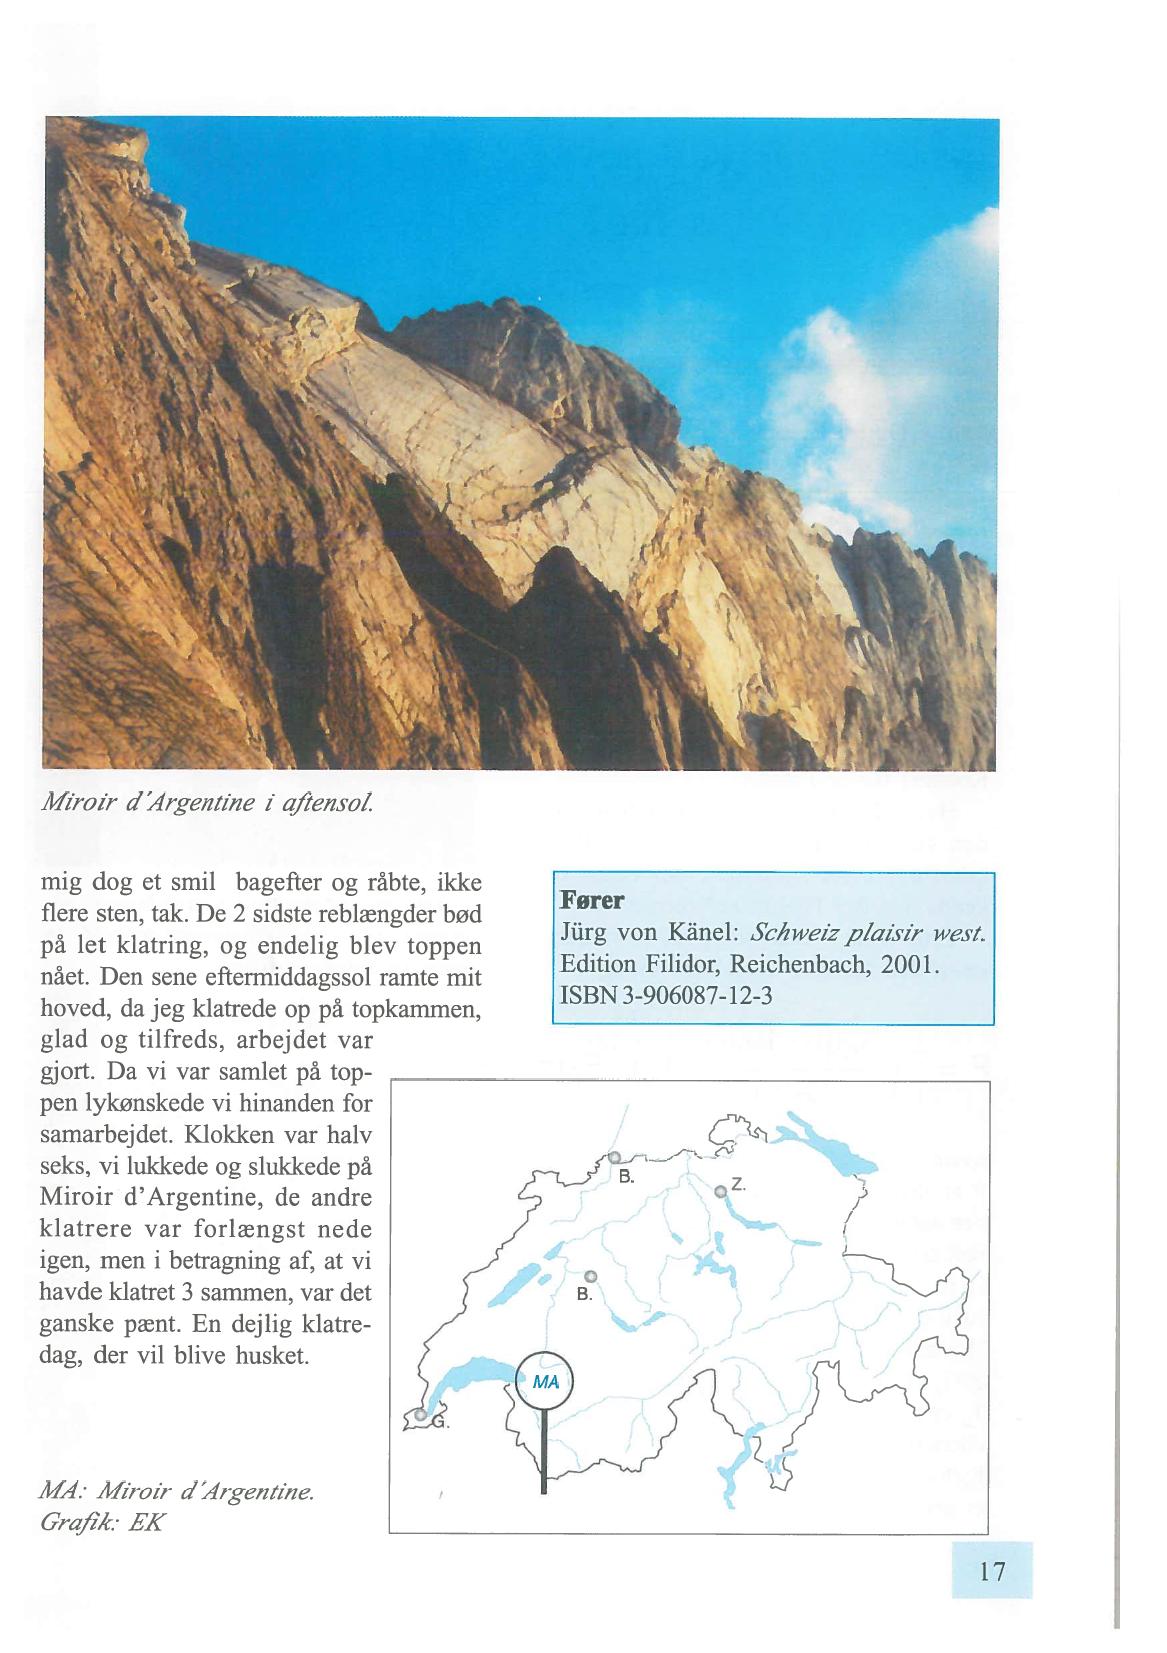 Miroir d'Argentine i aftensol.
mig dog et smil bagefter og råbte, ikke
flere sten, tak. De 2 sidste reblængder bød
på let klatring, og endelig blev toppen
nået. Den sene eftermiddagssol ramte mit
hoved, da jeg klatrede op på topkammen,
glad og tilfreds, arbejdet var
gjort. Da vi var samlet på top-
pen lykønskede vi hinanden for
samarbejdet. Klokken var halv
seks, vi lukkede og slukkede på
Miroir d'Argentine, de andre
klatrere var forlængst nede
igen, men i betragning af, at vi
havde klatret 3 sammen, var det
ganske pænt. En dejlig klatre-
dag, der vil blive husket.
Fører
Jürg von Känel: Schweiz plaisir west.
Edition Filidor, Reichenbach, 2001.
ISBN 3-906087-12-3
B.
Z.
B.
MA
G.
MA: Miroir d'Argentine.
Grafik: EK
17